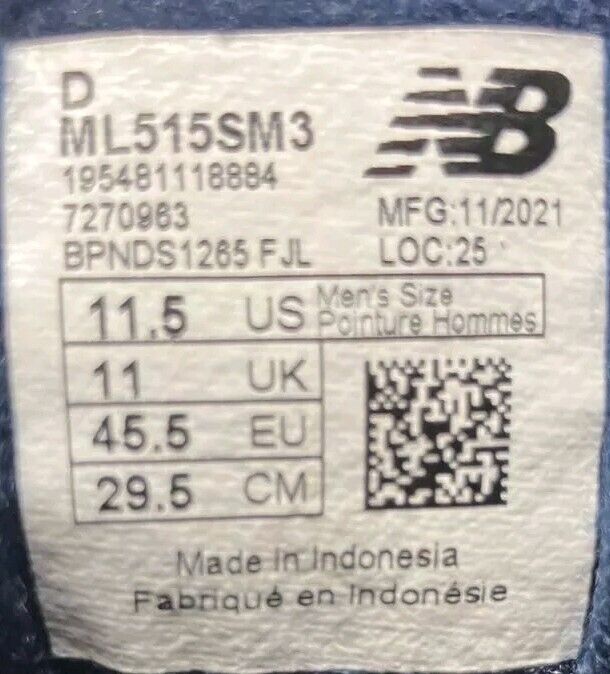 D
ML515SM3
NB
195481118884
7270963
MFG:11/2021
BPNDS1265 FJL
LOC:25
11.5 US Men's Size
Pointure Hommes
11 UK
45.5 EU
29.5 CM
Made in Indonesia
Fabriqué en Indonésie